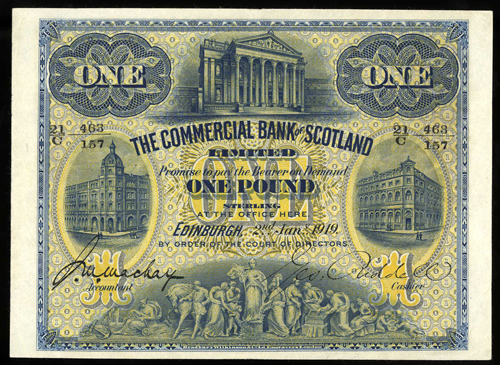 ONE ONE
21/C 463/157 21/C 463/157
THE COMMERCIAL BANK of SCOTLAND
LIMITED
Promise to pay the Bearer on Demand
ONE POUND
STERLING
AT THE OFFICE HERE
EDINBURGH, 2nd Jan: 1919.
BY ORDER OF THE COURT OF DIRECTORS
Accountant Cashier